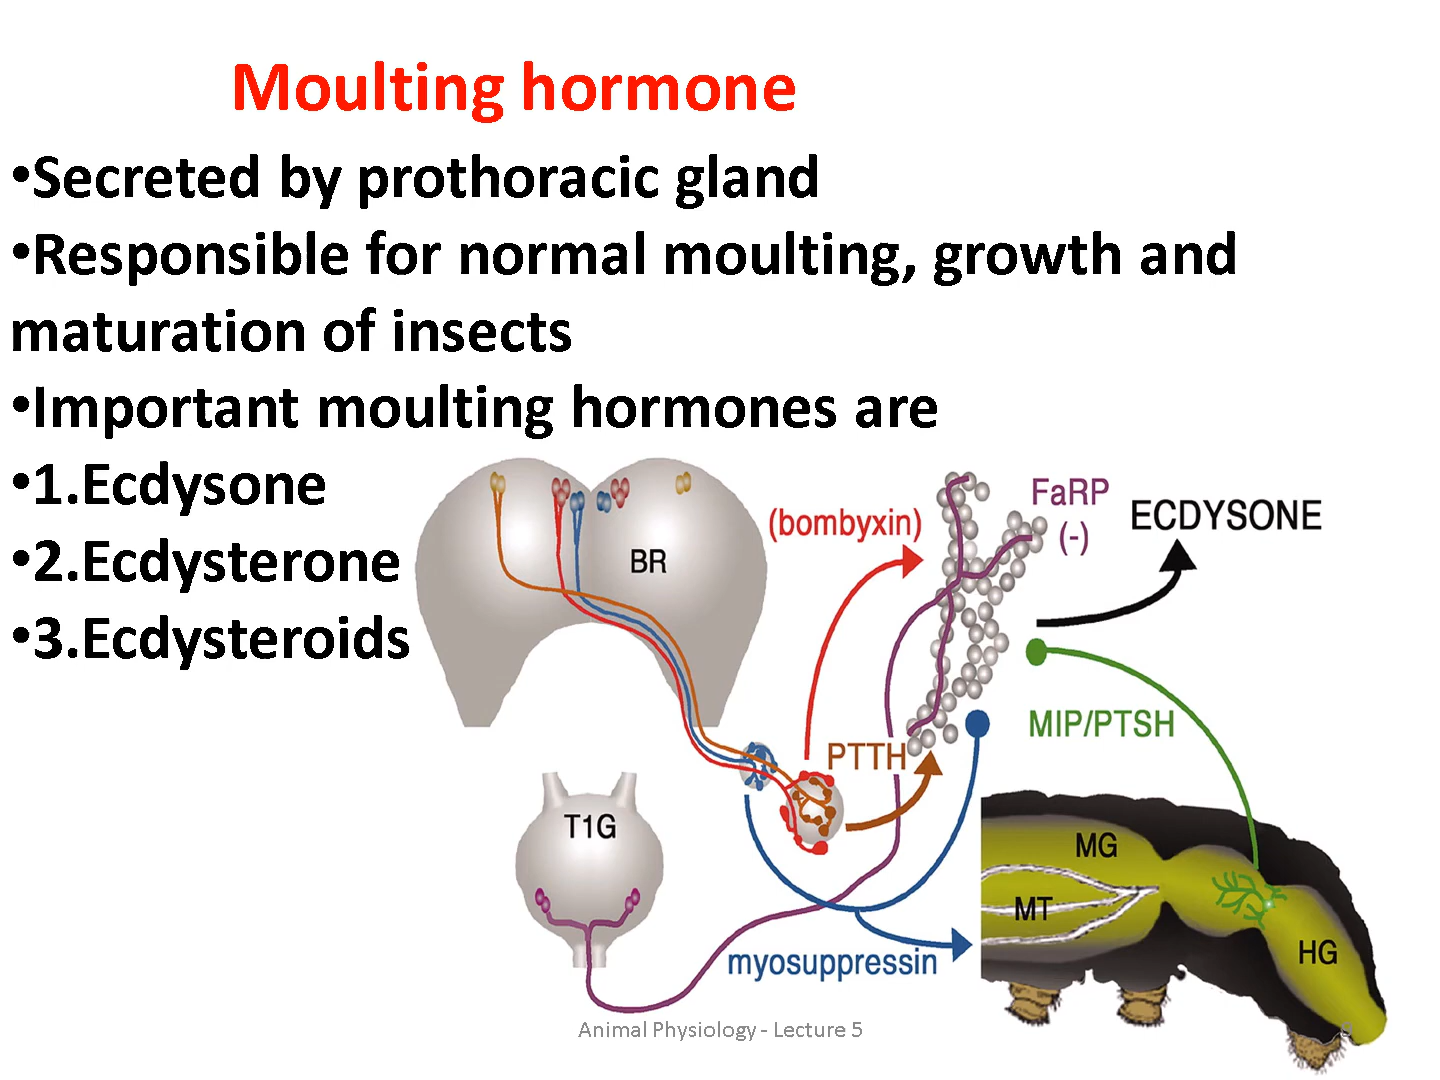 Moulting hormone
•Secreted by prothoracic gland
•Responsible for normal moulting, growth and
maturation of insects
•Important moulting hormones are
•1.Ecdysone
•2.Ecdysterone
•3.Ecdysteroids
BR
(bombyxin)
FaRP
(-)
ECDYSONE
PTTH
MIP/PTSH
T1G
MG
MT
HG
myosuppressin
Animal Physiology - Lecture 5
9